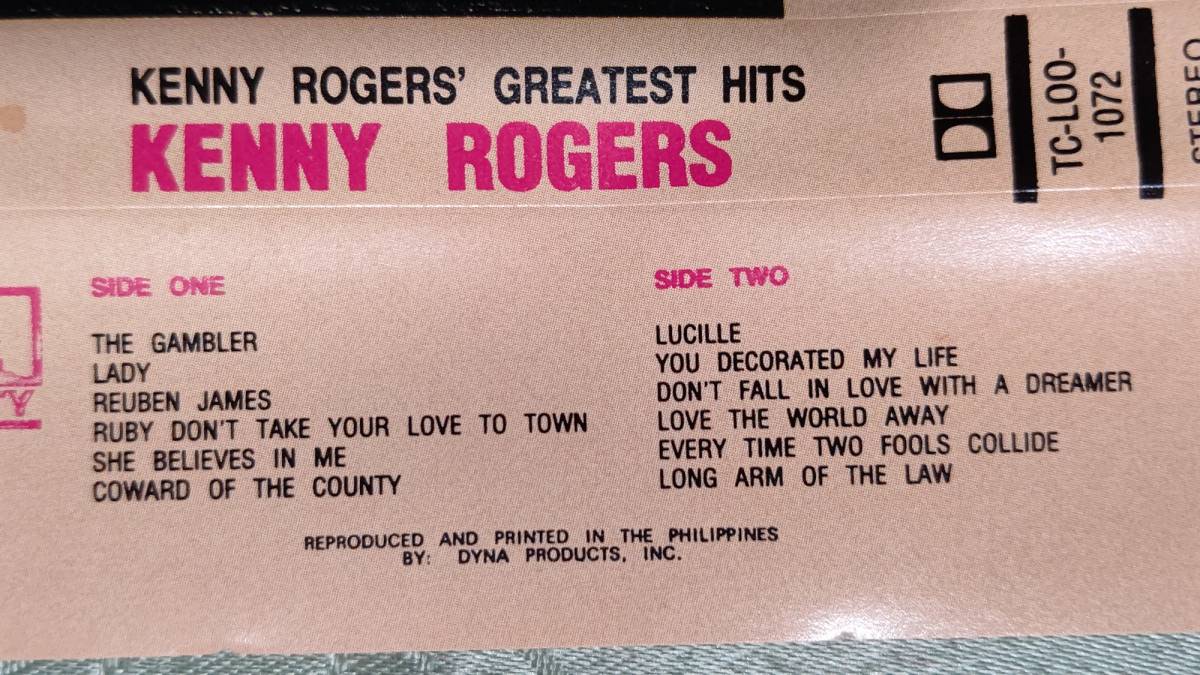 KENNY ROGERS' GREATEST HITS
KENNY ROGERS
TC-LOO-
1072
STEREO
SIDE ONE
THE GAMBLER
LADY
REUBEN JAMES
RUBY DON'T TAKE YOUR LOVE TO TOWN
SHE BELIEVES IN ME
COWARD OF THE COUNTY
SIDE TWO
LUCILLE
YOU DECORATED MY LIFE
DON'T FALL IN LOVE WITH A DREAMER
LOVE THE WORLD AWAY
EVERY TIME TWO FOOLS COLLIDE
LONG ARM OF THE LAW
REPRODUCED AND PRINTED IN THE PHILIPPINES
BY: DYNA PRODUCTS, INC.